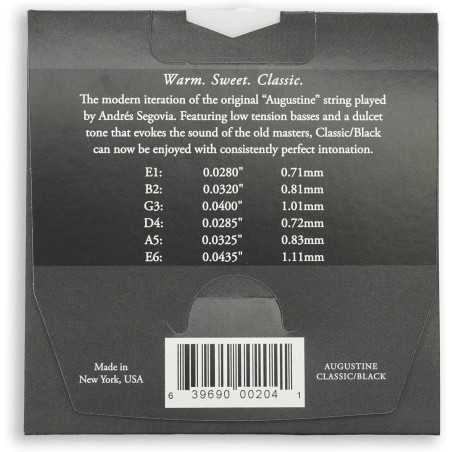 Warm. Sweet. Classic.
The modern iteration of the original “Augustine” string played
by Andrés Segovia. Featuring low tension basses and a dulcet
tone that evokes the sound of the old masters, Classic/Black
can now be enjoyed with consistently perfect intonation.
E1: 0.0280" 0.71mm
B2: 0.0320" 0.81mm
G3: 0.0400" 1.01mm
D4: 0.0285" 0.72mm
A5: 0.0325" 0.83mm
E6: 0.0435" 1.11mm
Made in
New York, USA
6 39690 00204 1
AUGUSTINE
CLASSIC/BLACK